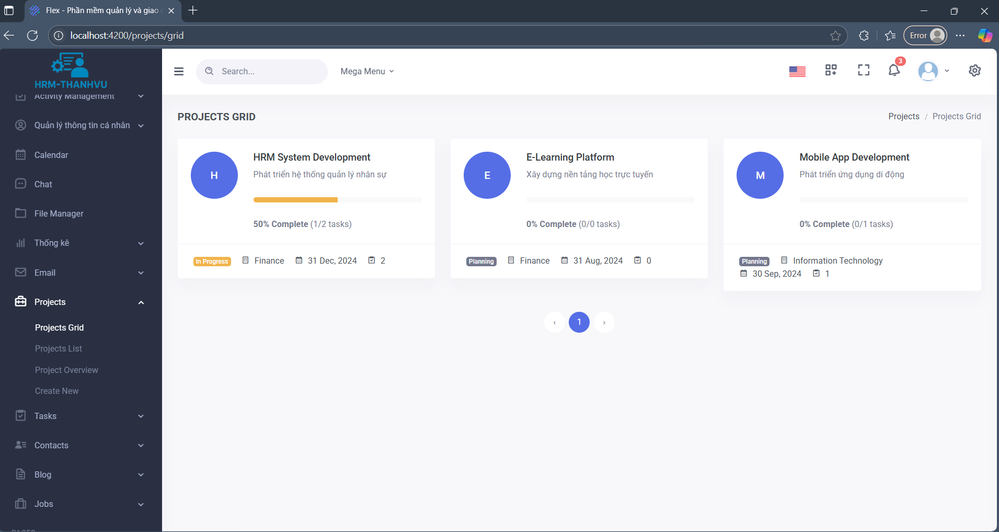 Flex - Phần mềm quản lý và giao
localhost:4200/projects/grid
Error
HRM-THANHVU
Activity Management
Quản lý thông tin cá nhân
Calendar
Chat
File Manager
Thống kê
Email
Projects
Projects Grid
Projects List
Project Overview
Create New
Tasks
Contacts
Blog
Jobs
PAGES
Search...
Mega Menu
3
PROJECTS GRID
Projects / Projects Grid
H
HRM System Development
Phát triển hệ thống quản lý nhân sự
50% Complete (1/2 tasks)
In Progress Finance 31 Dec, 2024 2
E
E-Learning Platform
Xây dựng nền tảng học trực tuyến
0% Complete (0/0 tasks)
Planning Finance 31 Aug, 2024 0
M
Mobile App Development
Phát triển ứng dụng di động
0% Complete (0/1 tasks)
Planning Information Technology
30 Sep, 2024 1
‹ 1 ›